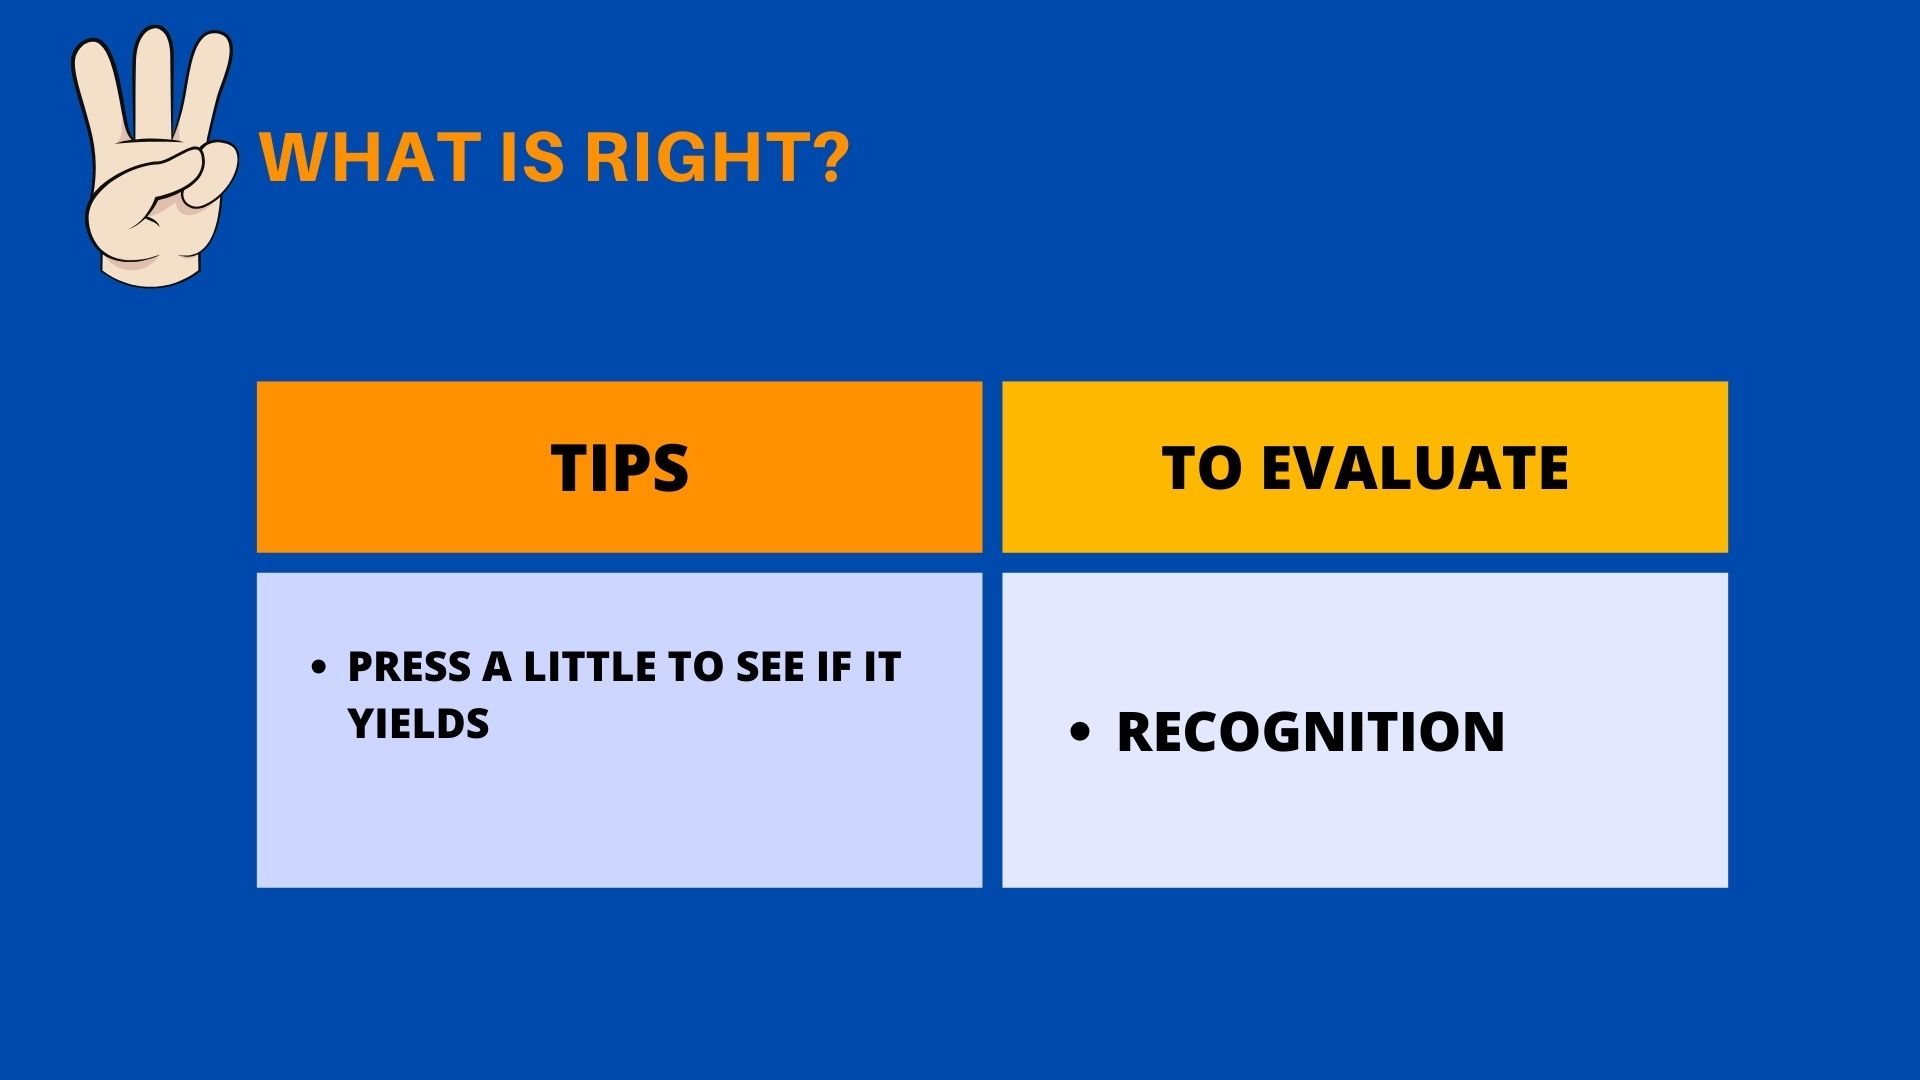 WHAT IS RIGHT?
TIPS
TO EVALUATE
• PRESS A LITTLE TO SEE IF IT
YIELDS
• RECOGNITION